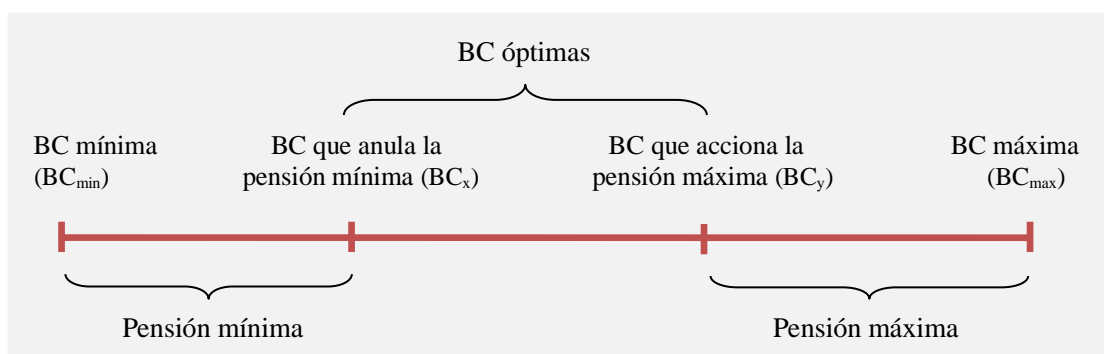 BC óptimas
BC mínima
(BCmin)
BC que anula la
pensión mínima (BCx)
BC que acciona la
pensión máxima (BCy)
BC máxima
(BCmax)
Pensión mínima
Pensión máxima